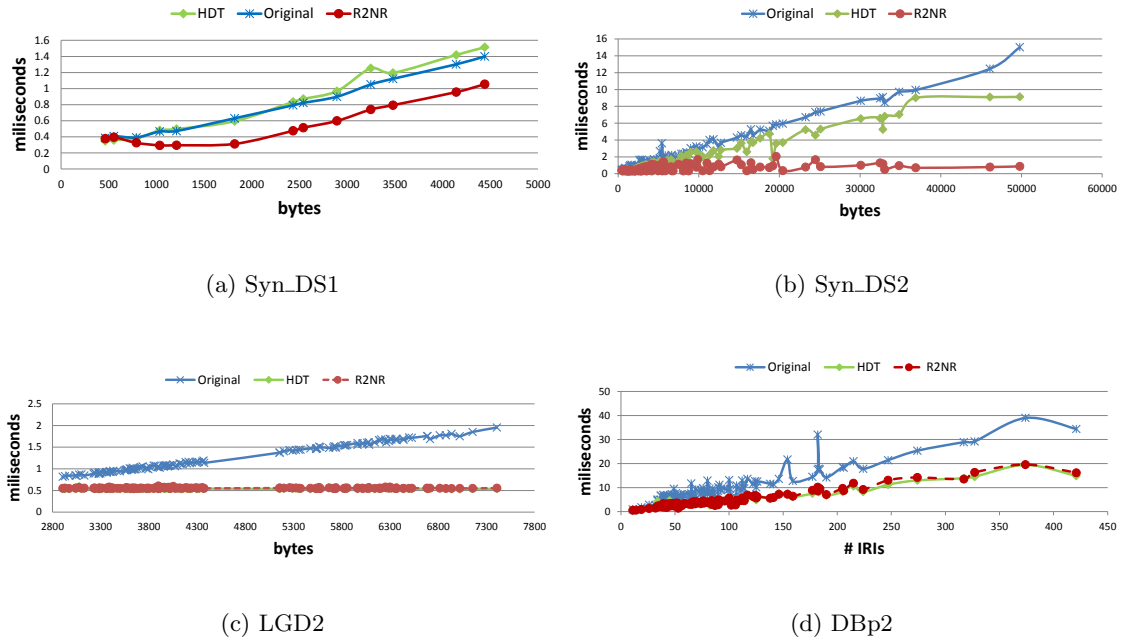 HDT Original R2NR
miliseconds
1.6
1.4
1.2
1
0.8
0.6
0.4
0.2
0
0 500 1000 1500 2000 2500 3000 3500 4000 4500 5000
bytes
(a) Syn_DS1
Original HDT R2NR
miliseconds
16
14
12
10
8
6
4
2
0
0 10000 20000 30000 40000 50000 60000
bytes
(b) Syn_DS2
Original HDT R2NR
miliseconds
2.5
2
1.5
1
0.5
0
2800 3300 3800 4300 4800 5300 5800 6300 6800 7300 7800
bytes
(c) LGD2
Original HDT R2NR
miliseconds
50
40
30
20
10
0
0 50 100 150 200 250 300 350 400 450
# IRIs
(d) DBp2